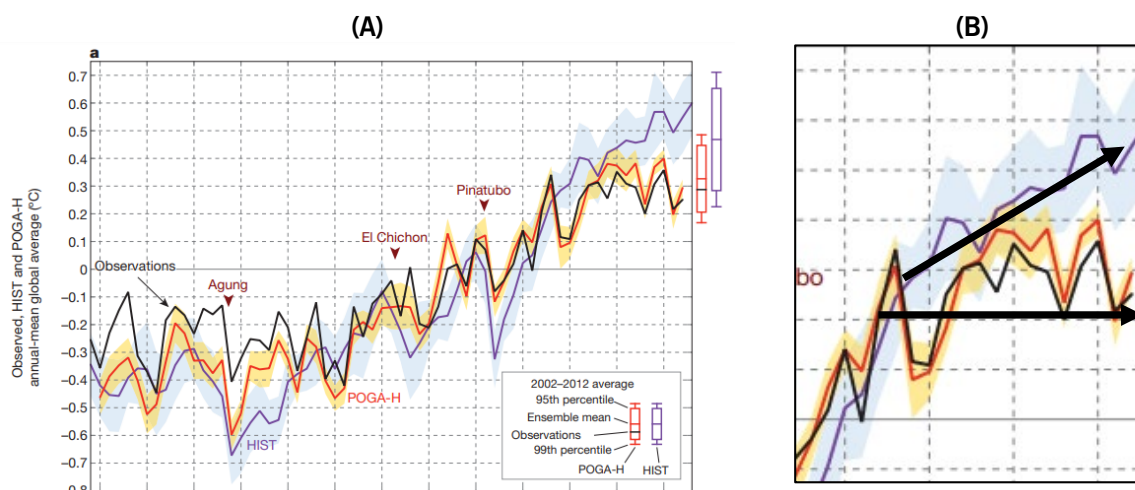 (A)
(B)
a
Observed, HIST and POGA-H
annual-mean global average (°C)
0.7
0.6
0.5
0.4
0.3
0.2
0.1
0
−0.1
−0.2
−0.3
−0.4
−0.5
−0.6
−0.7
−0.8
Observations
Agung
El Chichon
Pinatubo
POGA-H
HIST
2002–2012 average
95th percentile
Ensemble mean
Observations
99th percentile
POGA-H
HIST
bo